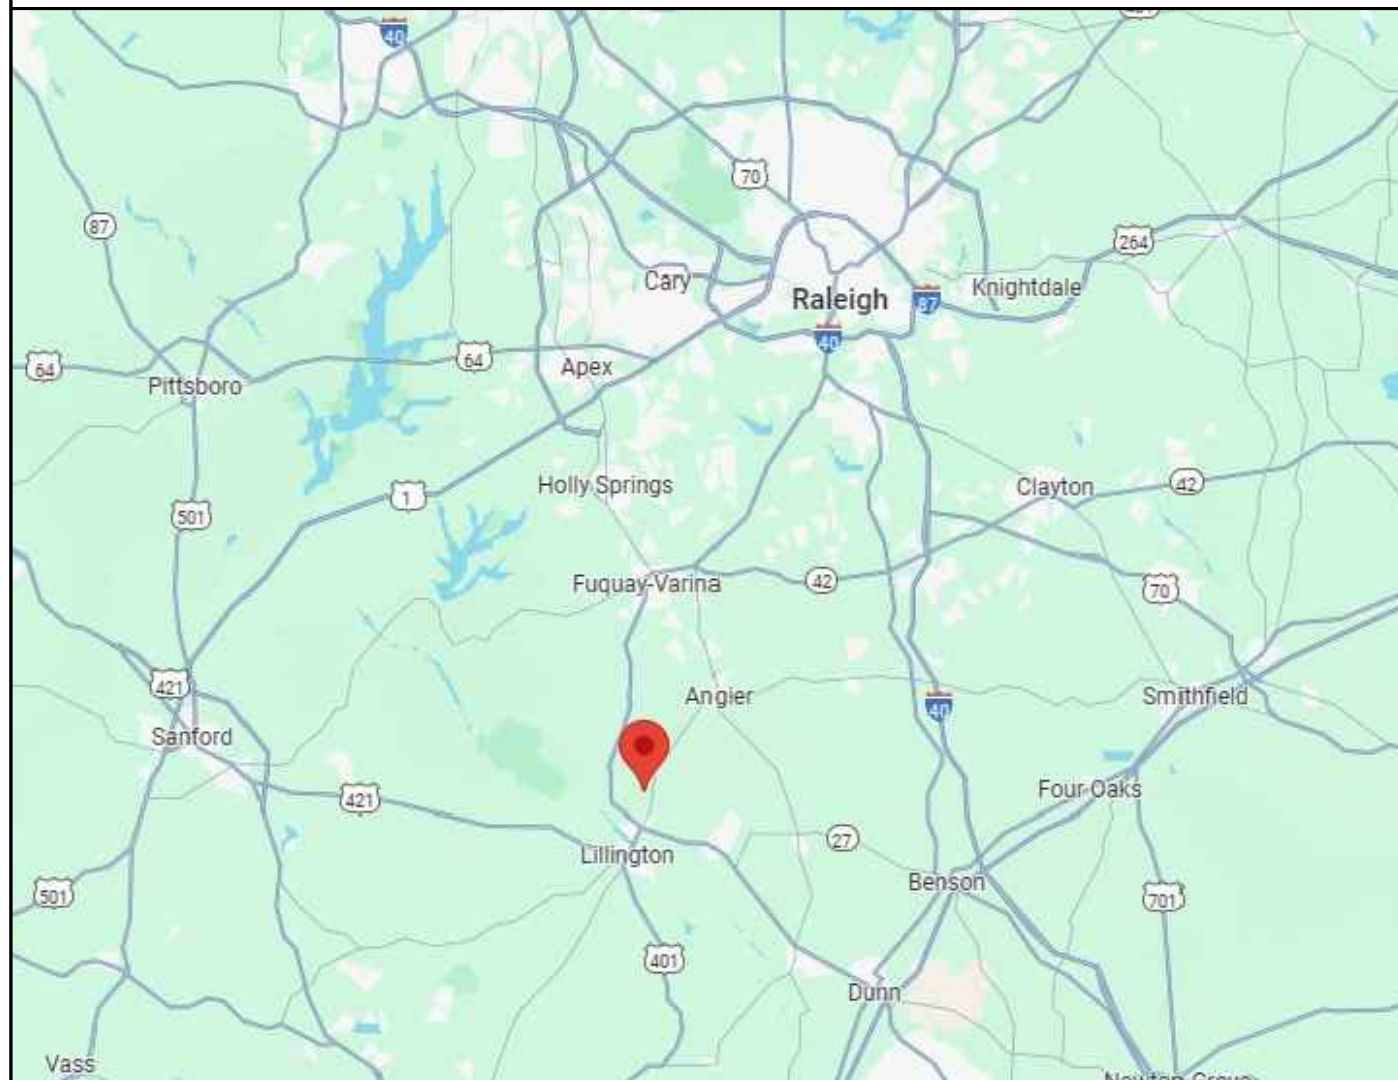 40
70
87
264
Cary
Raleigh
87
Knightdale
40
64
64
Apex
Pittsboro
1
Holly Springs
Clayton
42
501
Fuquay-Varina
42
70
421
Angier
Smithfield
40
Sanford
421
Four Oaks
27
Lillington
Benson
501
701
401
Dunn
Vass